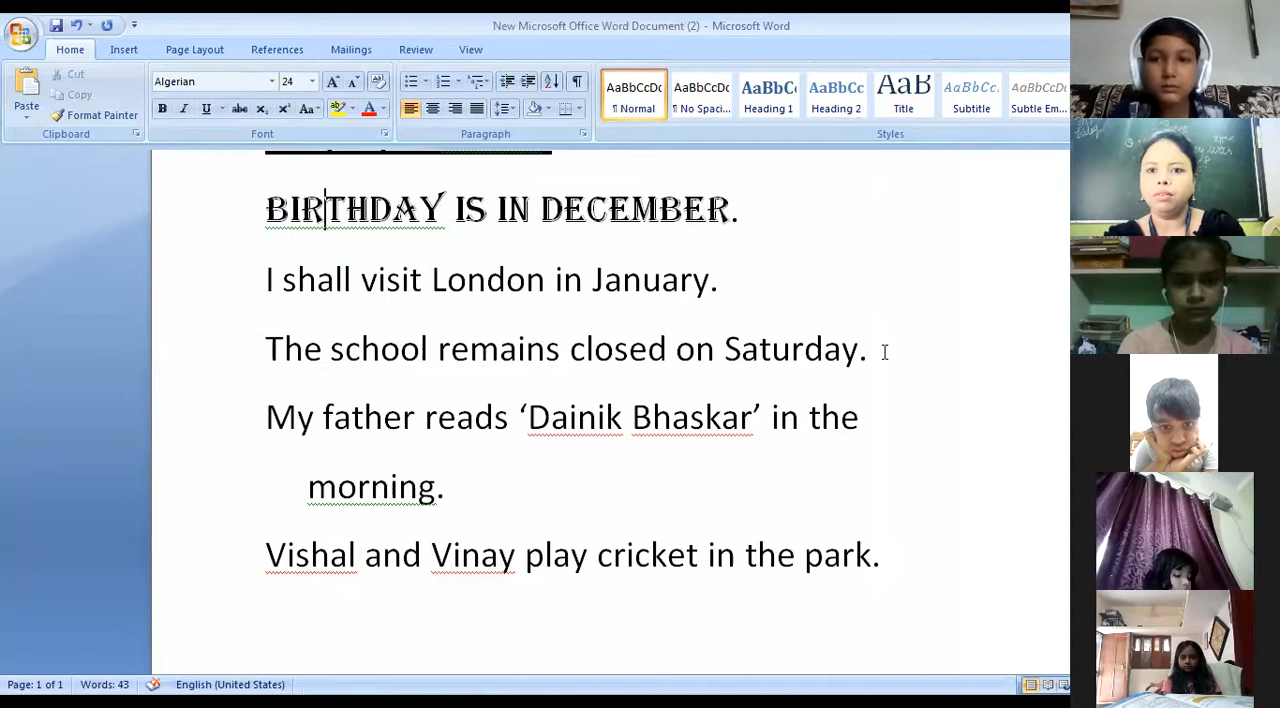 New Microsoft Office Word Document (2) - Microsoft Word
Home Insert Page Layout References Mailings Review View
Paste Cut Copy Format Painter Clipboard
Algerian 24 Font
Paragraph
AaBbCcDc ¶ Normal AaBbCcDc ¶ No Spaci... AaBbC Heading 1 AaBbCc Heading 2 AaB Title AaBbCc. Subtitle AaBbCcDc Subtle Em... Styles
BIRTHDAY IS IN DECEMBER.
I shall visit London in January.
The school remains closed on Saturday.
My father reads ‘Dainik Bhaskar’ in the
morning.
Vishal and Vinay play cricket in the park.
Page: 1 of 1 Words: 43 English (United States)